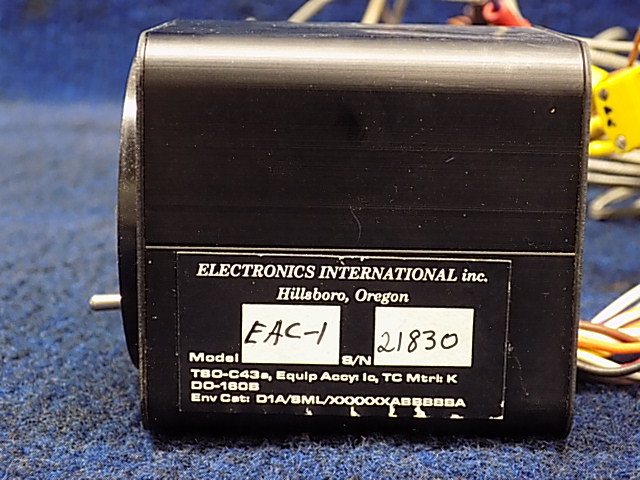 ELECTRONICS INTERNATIONAL inc.
Hillsboro, Oregon
Model EAC-1 S/N 21830
TSO-C43a, Equip Accy: Ic, TC Mtrl: K
DO-160B
Env Cat: D1A/SML/XXXXXXABBBBBA